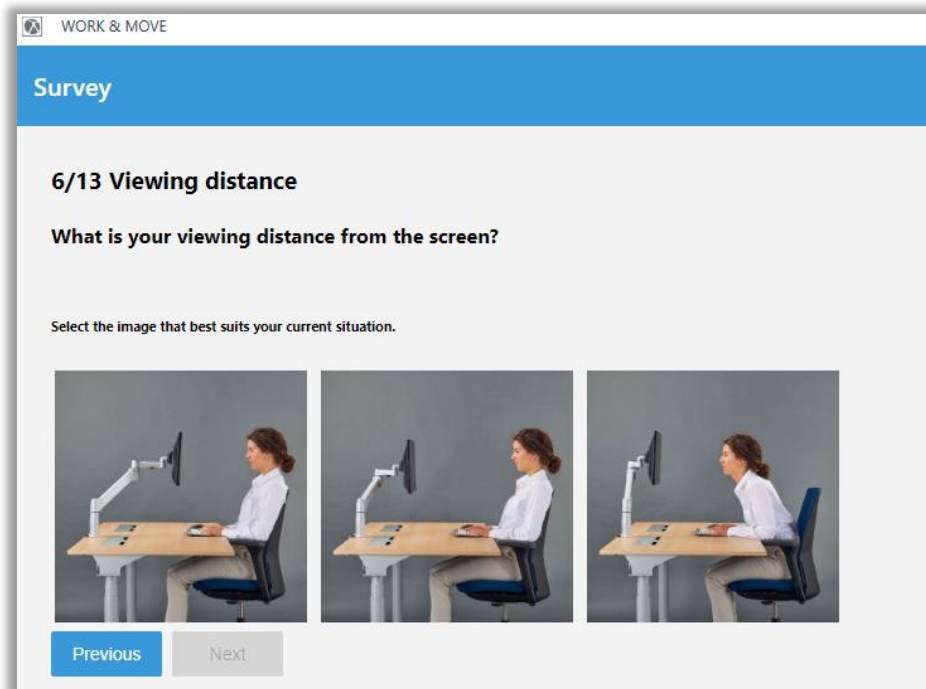 WORK & MOVE
Survey
6/13 Viewing distance
What is your viewing distance from the screen?
Select the image that best suits your current situation.
Previous
Next